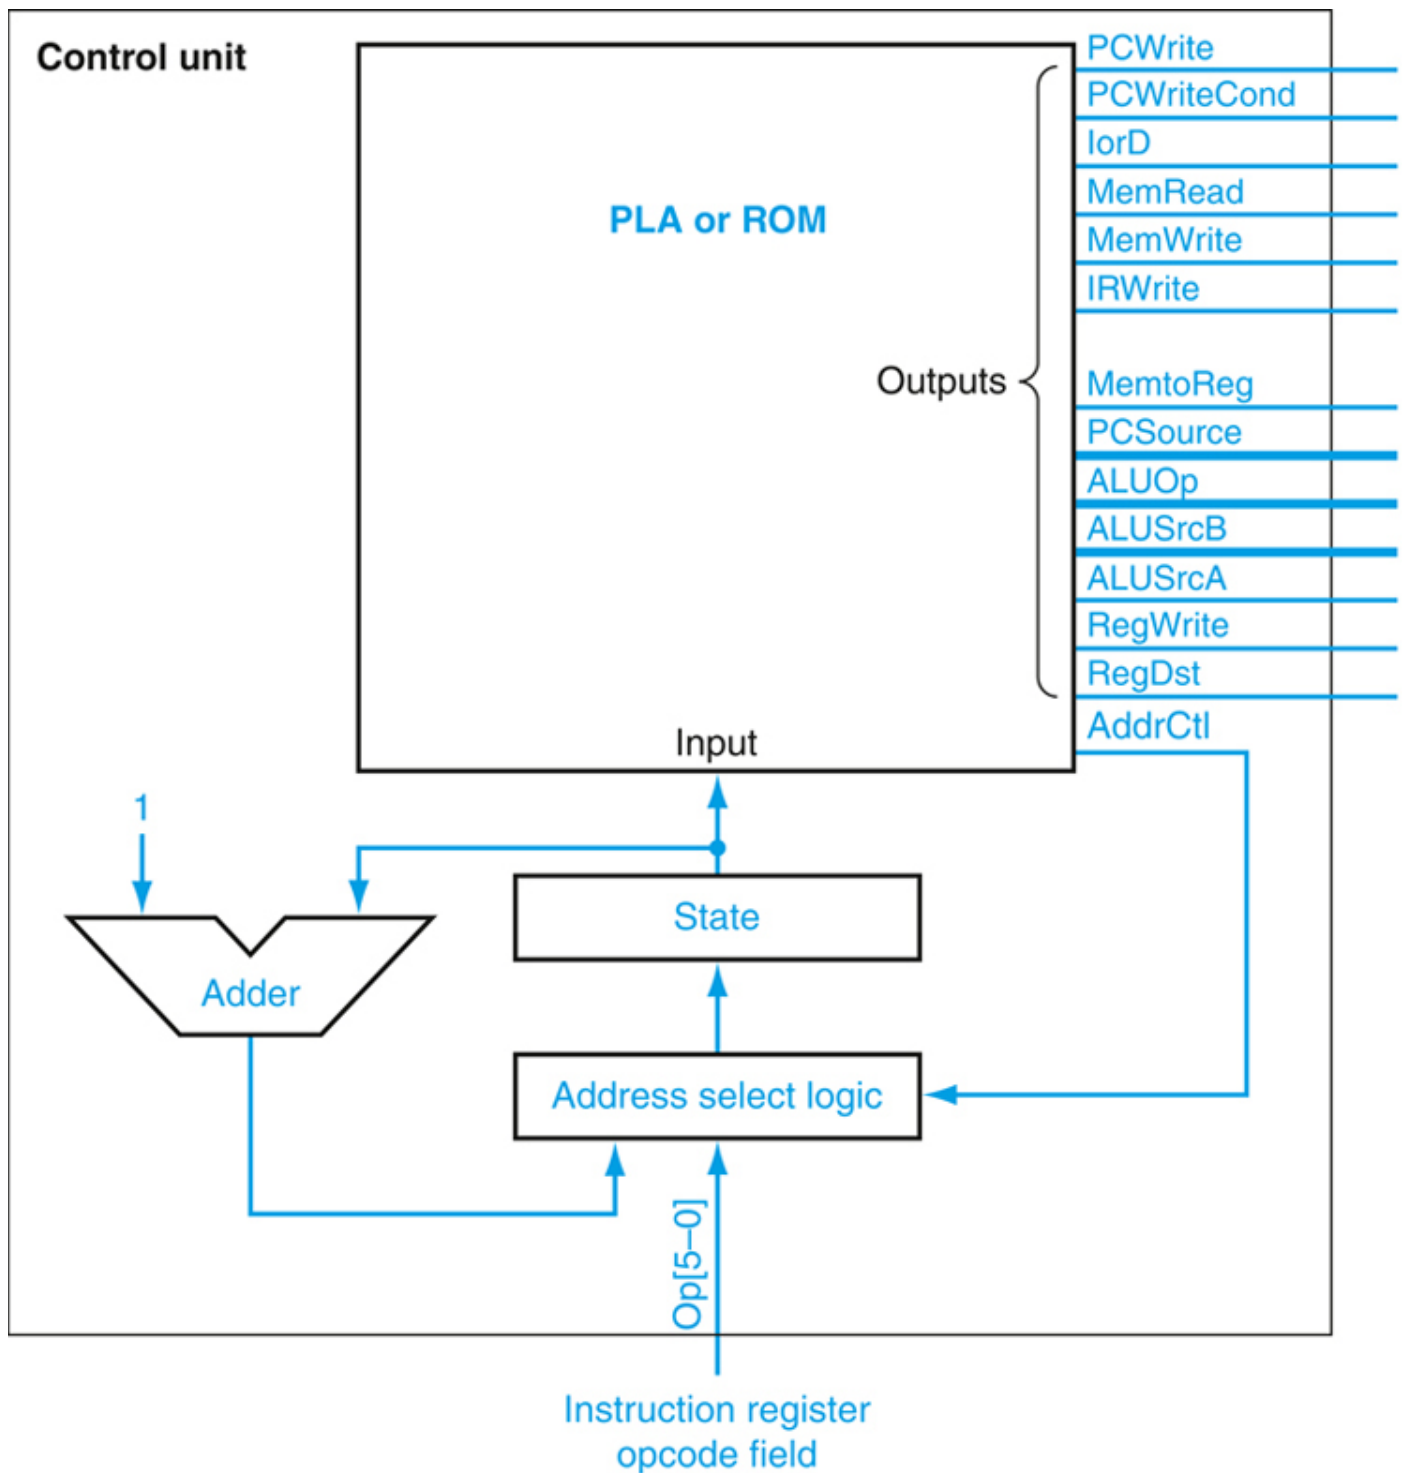 Control unit
PCWrite
PCWriteCond
IorD
MemRead
PLA or ROM
MemWrite
IRWrite
Outputs
MemtoReg
PCSource
ALUOp
ALUSrcB
ALUSrcA
RegWrite
RegDst
Input
AddrCtl
1
State
Adder
Address select logic
Op[5–0]
Instruction register
opcode field